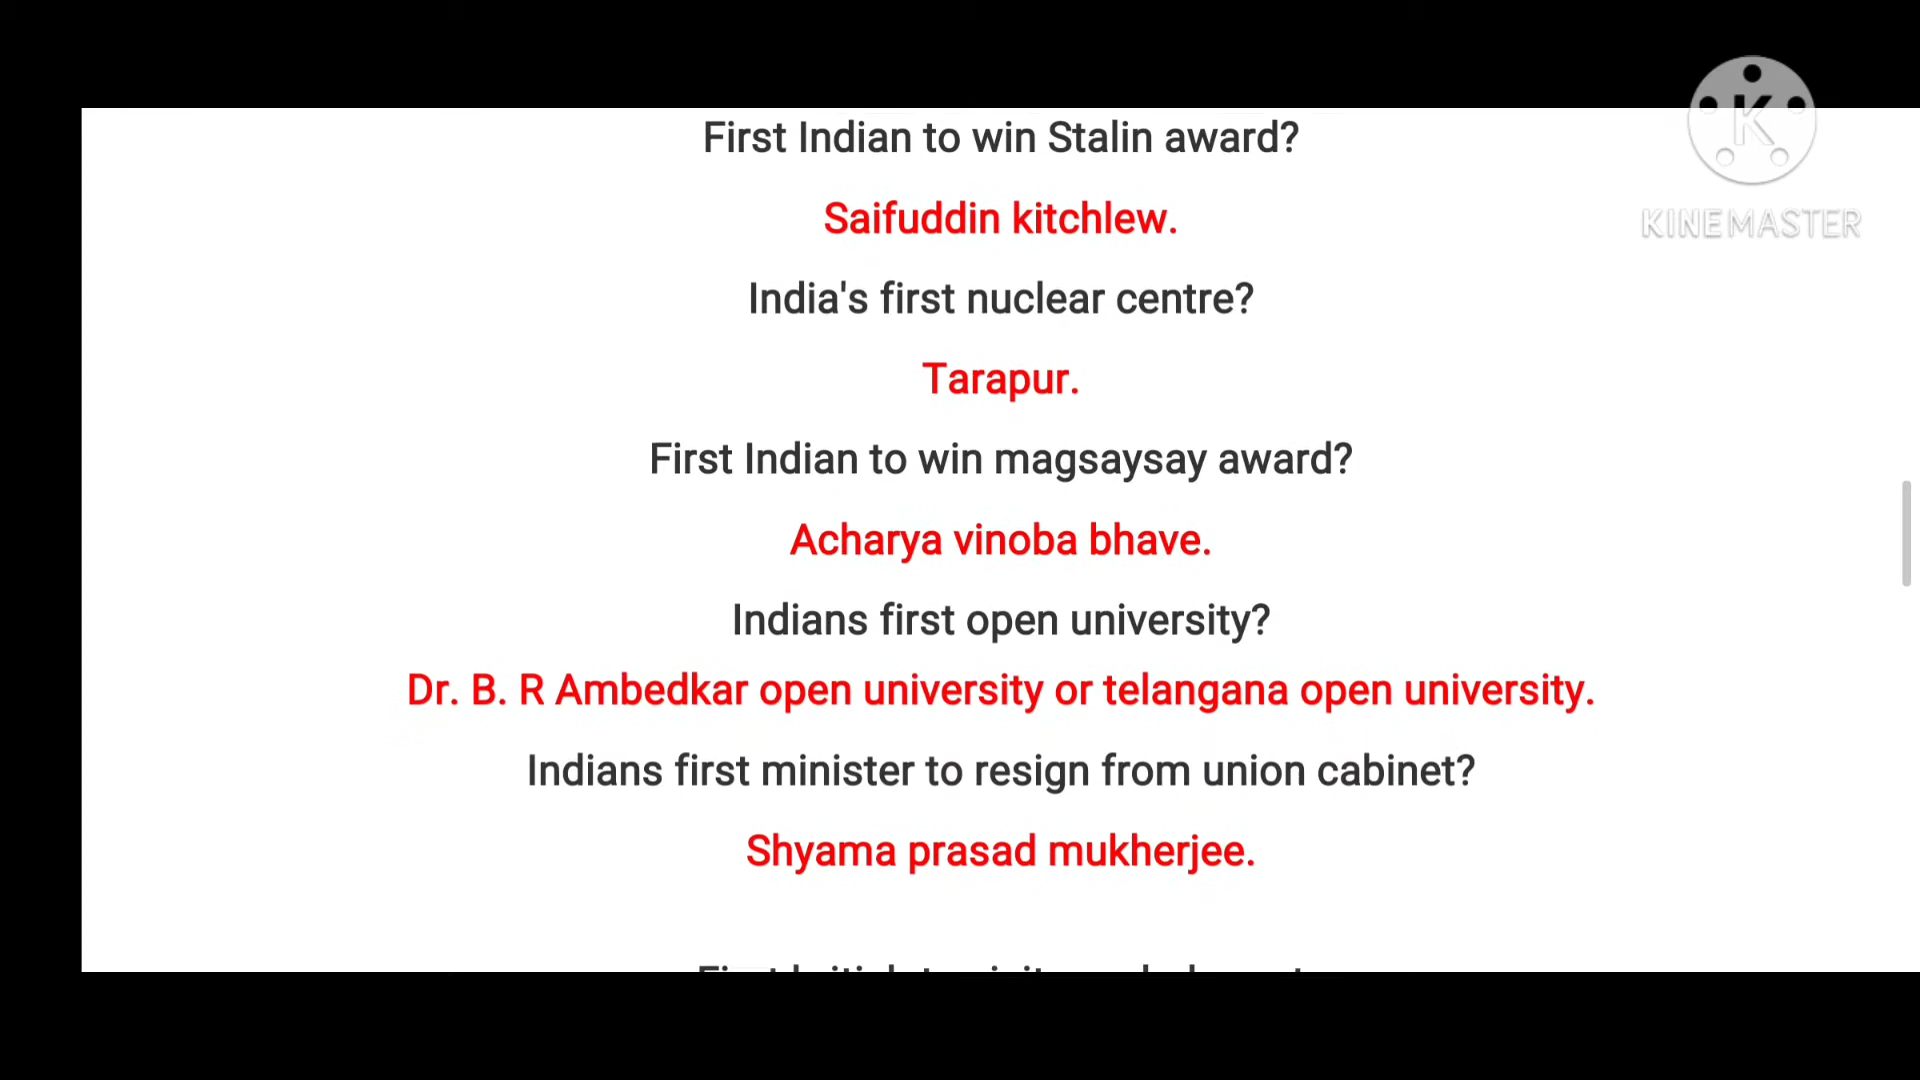 First Indian to win Stalin award?
K
KINEMASTER
Saifuddin kitchlew.
India's first nuclear centre?
Tarapur.
First Indian to win magsaysay award?
Acharya vinoba bhave.
Indians first open university?
Dr. B. R Ambedkar open university or telangana open university.
Indians first minister to resign from union cabinet?
Shyama prasad mukherjee.